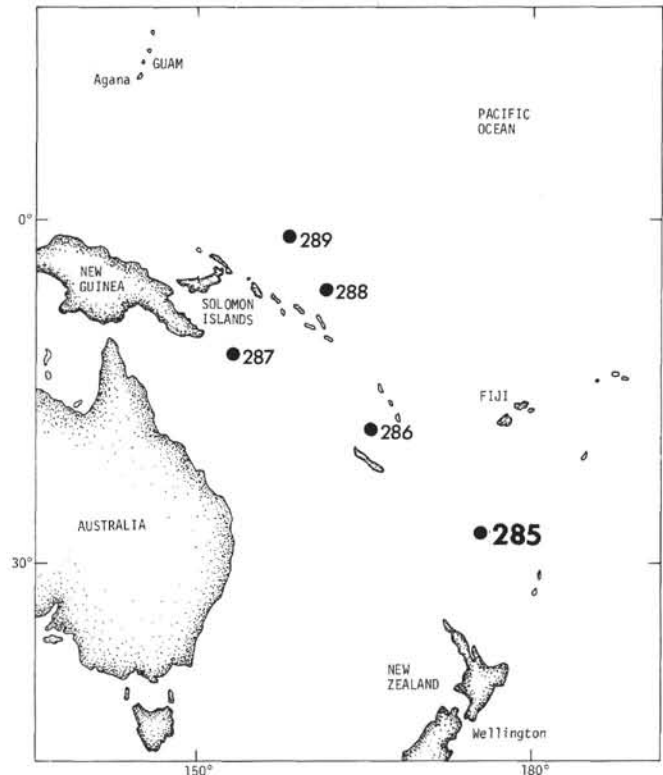 GUAM
Agana
PACIFIC
OCEAN
0°
289
NEW
GUINEA
288
SOLOMON
ISLANDS
287
FIJI
286
AUSTRALIA
285
30°
NEW
ZEALAND
Wellington
150°
180°